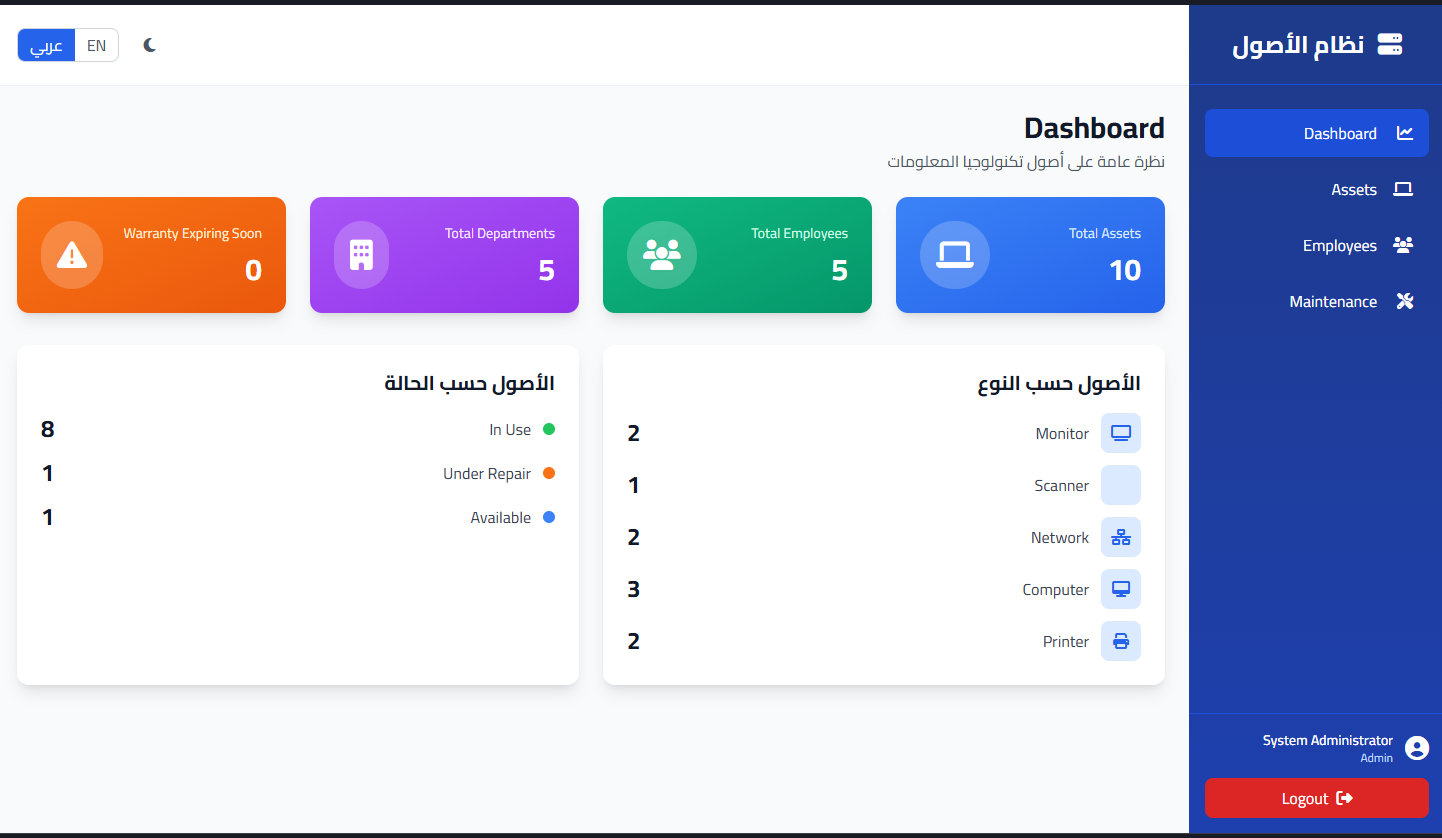 نظام الأصول
Dashboard
Assets
Employees
Maintenance
System Administrator
Admin
Logout
عربي
EN
Dashboard
نظرة عامة على أصول تكنولوجيا المعلومات
Total Assets
10
Total Employees
5
Total Departments
5
Warranty Expiring Soon
0
الأصول حسب النوع
Monitor 2
Scanner 1
Network 2
Computer 3
Printer 2
الأصول حسب الحالة
In Use 8
Under Repair 1
Available 1